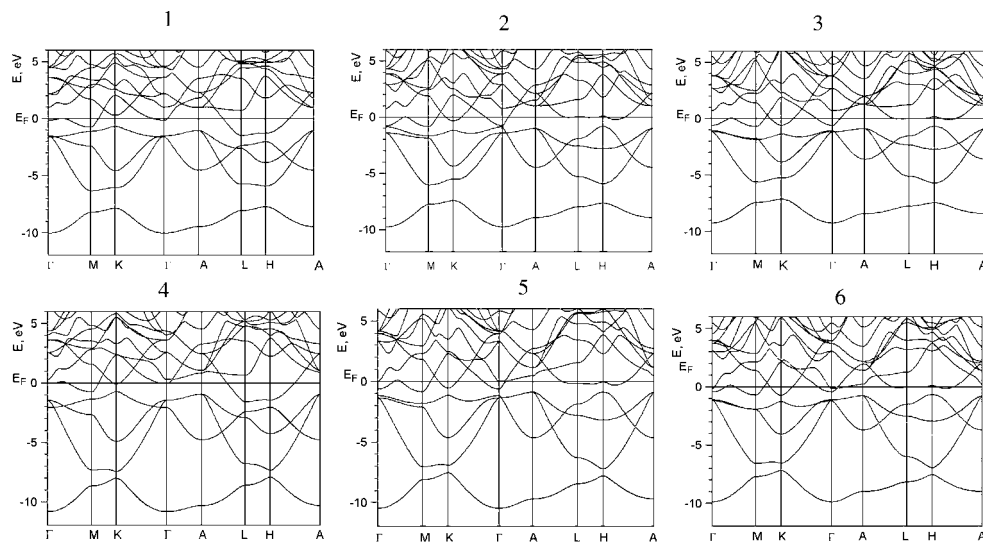 1 2 3
5 5 5
E, eV E, eV E, eV
E_F 0 E_F 0 E_F 0
-5 -5 -5
-10 -10 -10
Γ M K Γ A L H A Γ M K Γ A L H A Γ M K Γ A L H A
4 5 6
5 5 5
E, eV E, eV E, eV
E_F 0 E_F 0 E_F 0
-5 -5 -5
-10 -10 -10
Γ M K Γ A L H A Γ M K Γ A L H A Γ M K Γ A L H A